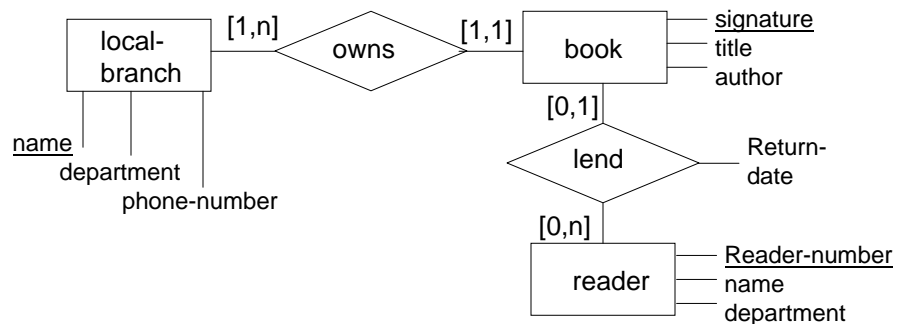 local-
branch
[1,n]
owns
[1,1]
book
signature
title
author
name
department
phone-number
[0,1]
lend
Return-
date
[0,n]
reader
Reader-number
name
department